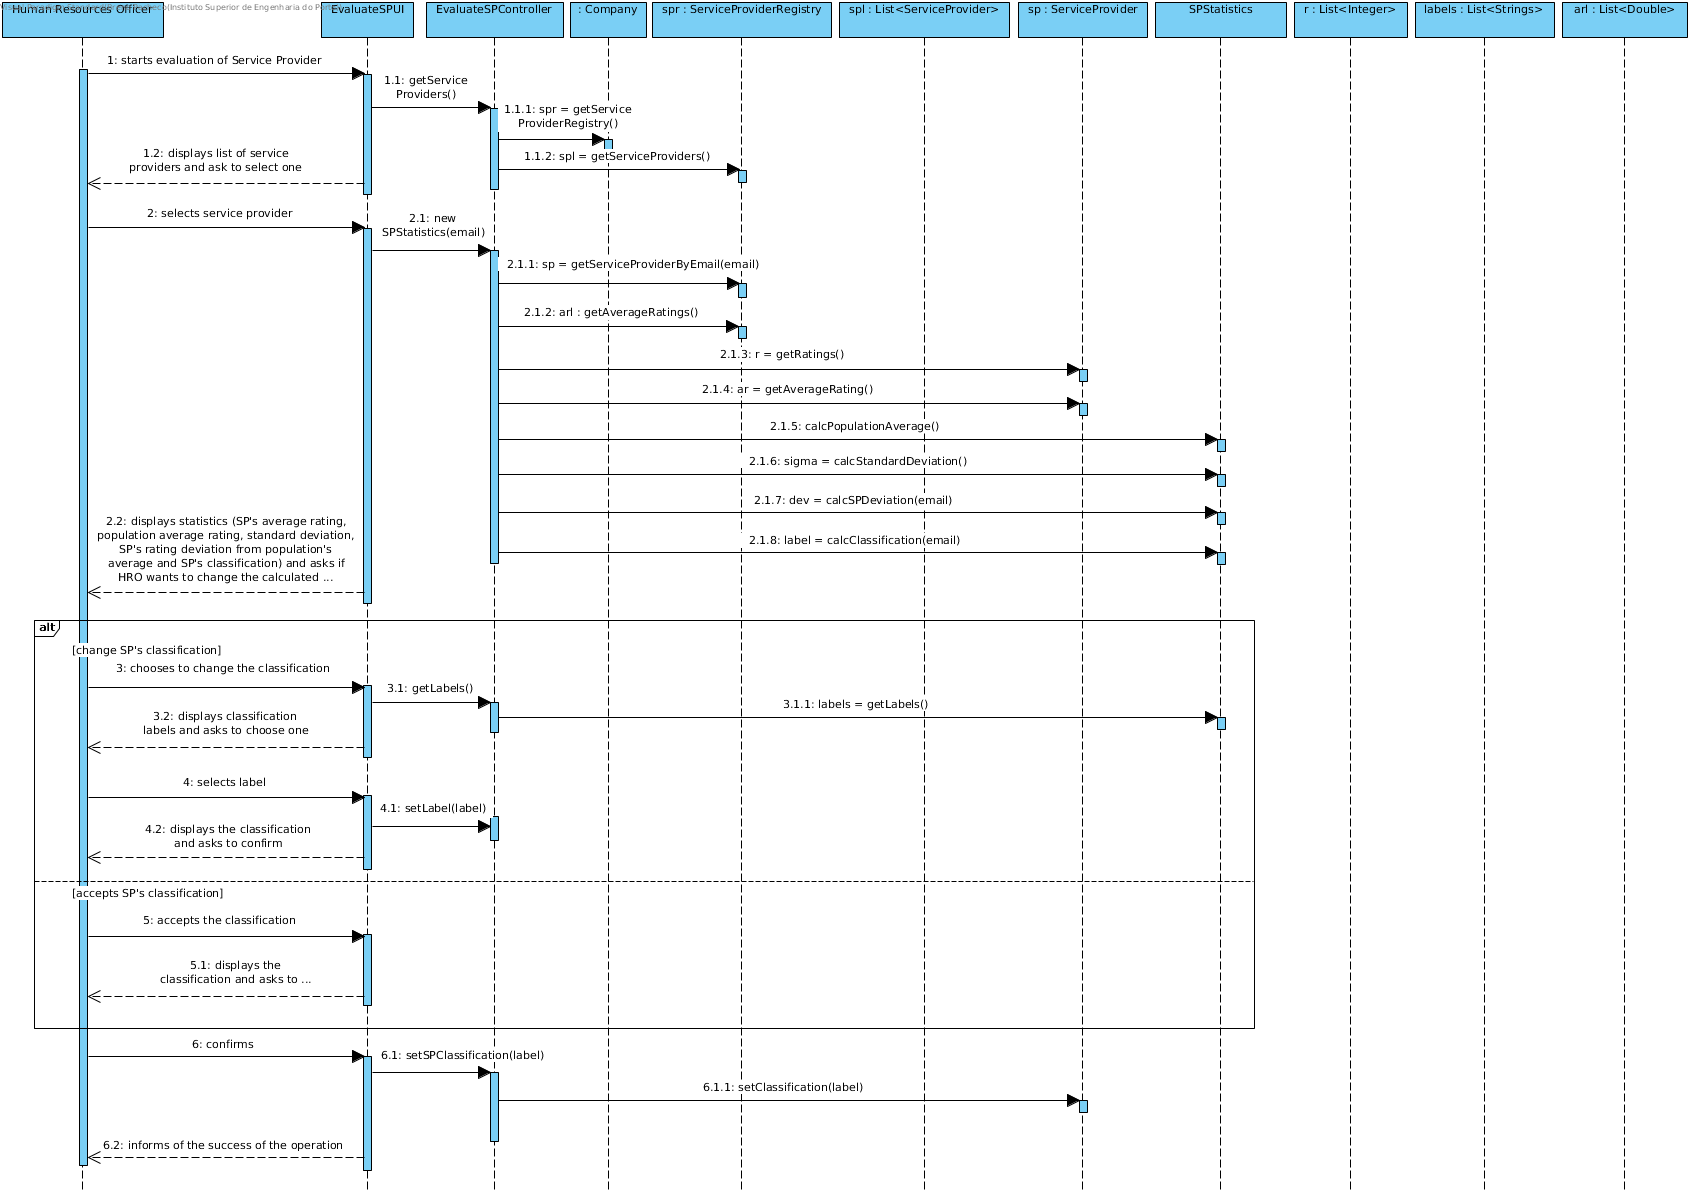 Human Resources Officer
EvaluateSPUI
EvaluateSPController
: Company
spr : ServiceProviderRegistry
spl : List<ServiceProvider>
sp : ServiceProvider
SPStatistics
r : List<Integer>
labels : List<Strings>
arl : List<Double>
(Instituto Superior de Engenharia do Porto)
1: starts evaluation of Service Provider
1.1: getService
Providers()
1.1.1: spr = getService
ProviderRegistry()
1.1.2: spl = getServiceProviders()
1.2: displays list of service
providers and ask to select one
2: selects service provider
2.1: new
SPStatistics(email)
2.1.1: sp = getServiceProviderByEmail(email)
2.1.2: arl : getAverageRatings()
2.1.3: r = getRatings()
2.1.4: ar = getAverageRating()
2.1.5: calcPopulationAverage()
2.1.6: sigma = calcStandardDeviation()
2.1.7: dev = calcSPDeviation(email)
2.1.8: label = calcClassification(email)
2.2: displays statistics (SP's average rating,
population average rating, standard deviation,
SP's rating deviation from population's
average and SP's classification) and asks if
HRO wants to change the calculated ...
alt
[change SP's classification]
3: chooses to change the classification
3.1: getLabels()
3.1.1: labels = getLabels()
3.2: displays classification
labels and asks to choose one
4: selects label
4.1: setLabel(label)
4.2: displays the classification
and asks to confirm
[accepts SP's classification]
5: accepts the classification
5.1: displays the
classification and asks to ...
6: confirms
6.1: setSPClassification(label)
6.1.1: setClassification(label)
6.2: informs of the success of the operation